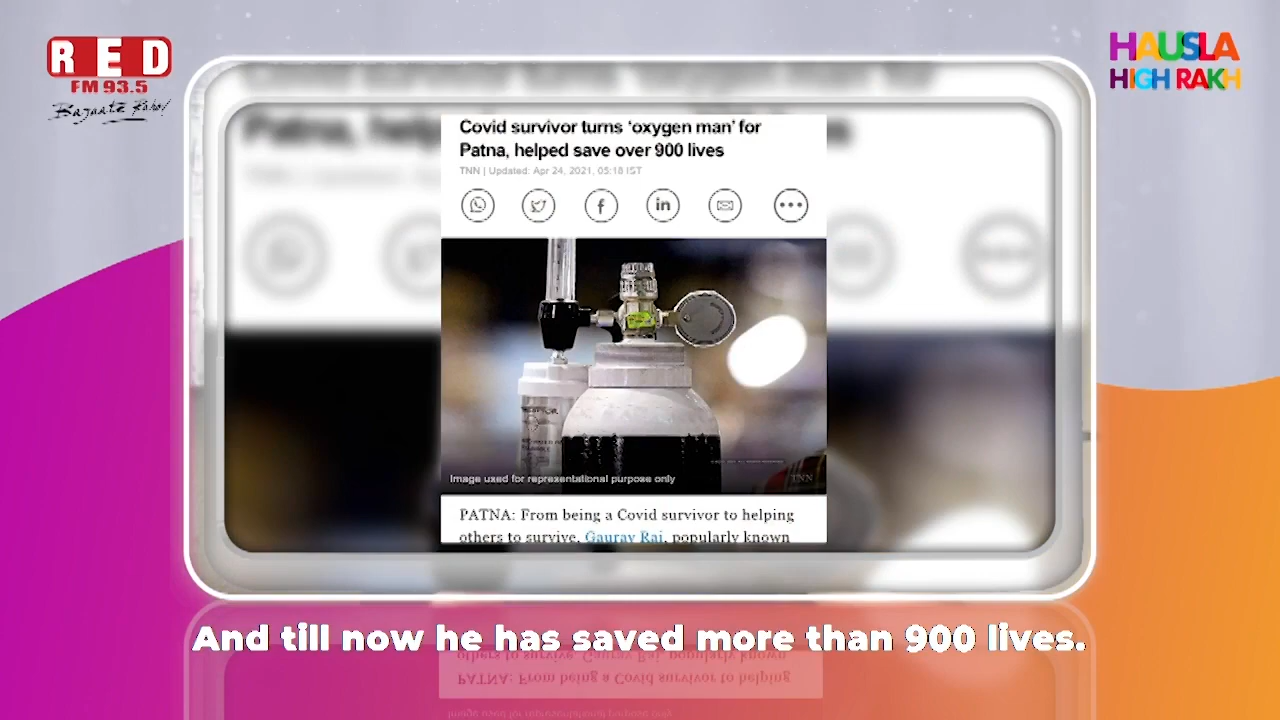 RED
FM 93.5
Bajaate Raho!
HAUSLA
HIGH RAKH
Covid survivor turns ‘oxygen man’ for
Patna, helped save over 900 lives
TNN | Updated: Apr 24, 2021, 05:18 IST
Image used for representational purpose only
TNN
PATNA: From being a Covid survivor to helping
others to survive, Gaurav Rai, popularly known
And till now he has saved more than 900 lives.